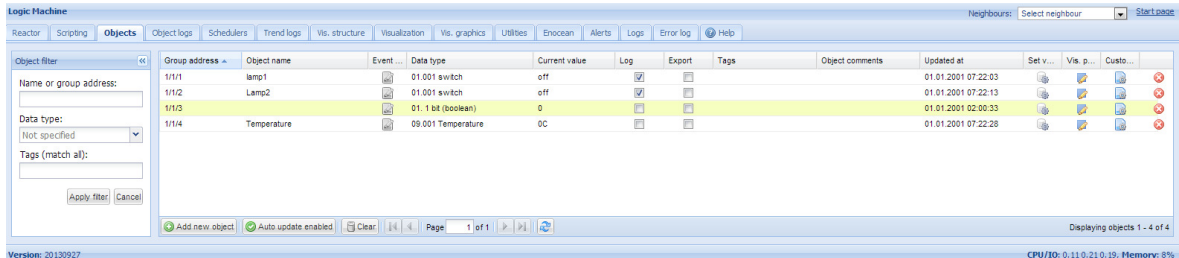 Logic Machine Neighbours: Select neighbour Start page
Reactor Scripting Objects Object logs Schedulers Trend logs Vis. structure Visualization Vis. graphics Utilities Enocean Alerts Logs Error log Help
Object filter
Name or group address:
Data type:
Not specified
Tags (match all):
Apply filter Cancel
Group address Object name Event ... Data type Current value Log Export Tags Object comments Updated at Set v... Vis. p... Custo...
1/1/1 lamp1 01.001 switch off 01.01.2001 07:22:03
1/1/2 Lamp2 01.001 switch off 01.01.2001 07:22:13
1/1/3 01. 1 bit (boolean) 0 01.01.2001 02:00:33
1/1/4 Temperature 09.001 Temperature 0C 01.01.2001 07:22:28
Add new object Auto update enabled Clear Page 1 of 1 Displaying objects 1 - 4 of 4
Version: 20130927 CPU/IO: 0.11 0.21 0.19, Memory: 8%